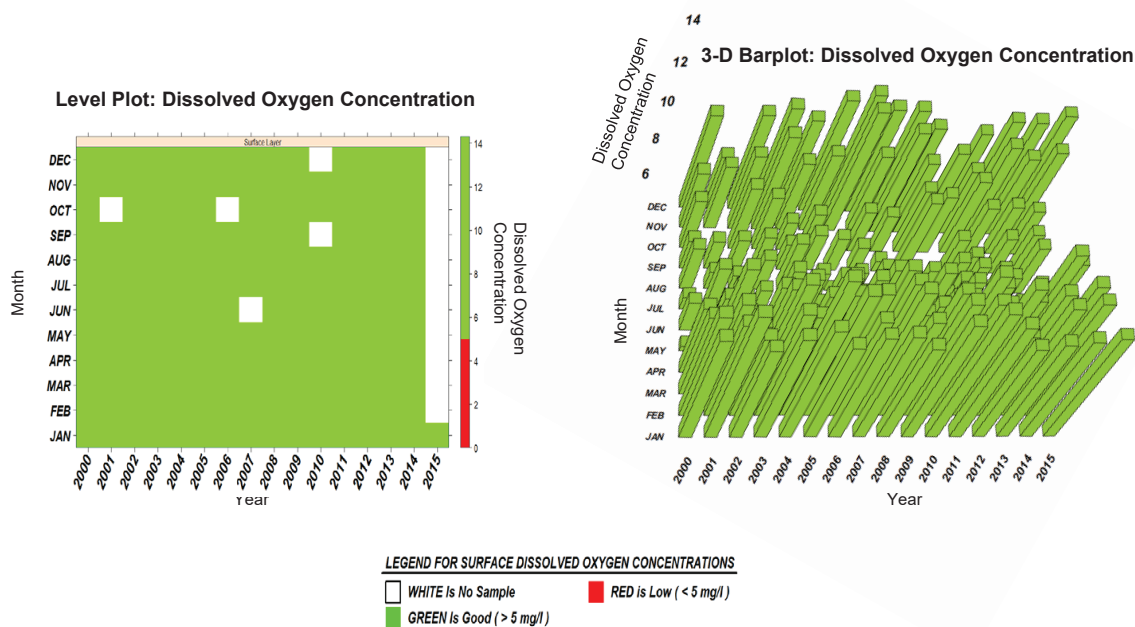 Level Plot: Dissolved Oxygen Concentration
Surface Layer
DEC
NOV
OCT
SEP
AUG
JUL
JUN
MAY
APR
MAR
FEB
JAN
Month
2000
2001
2002
2003
2004
2005
2006
2007
2008
2009
2010
2011
2012
2013
2014
2015
Year
14
12
10
8
6
4
2
0
Dissolved Oxygen
Concentration
3-D Barplot: Dissolved Oxygen Concentration
14
12
10
8
6
Dissolved Oxygen
Concentration
DEC
NOV
OCT
SEP
AUG
JUL
JUN
MAY
APR
MAR
FEB
JAN
Month
2000
2001
2002
2003
2004
2005
2006
2007
2008
2009
2010
2011
2012
2013
2014
2015
Year
LEGEND FOR SURFACE DISSOLVED OXYGEN CONCENTRATIONS
WHITE Is No Sample
RED is Low ( < 5 mg/l )
GREEN Is Good ( > 5 mg/l )